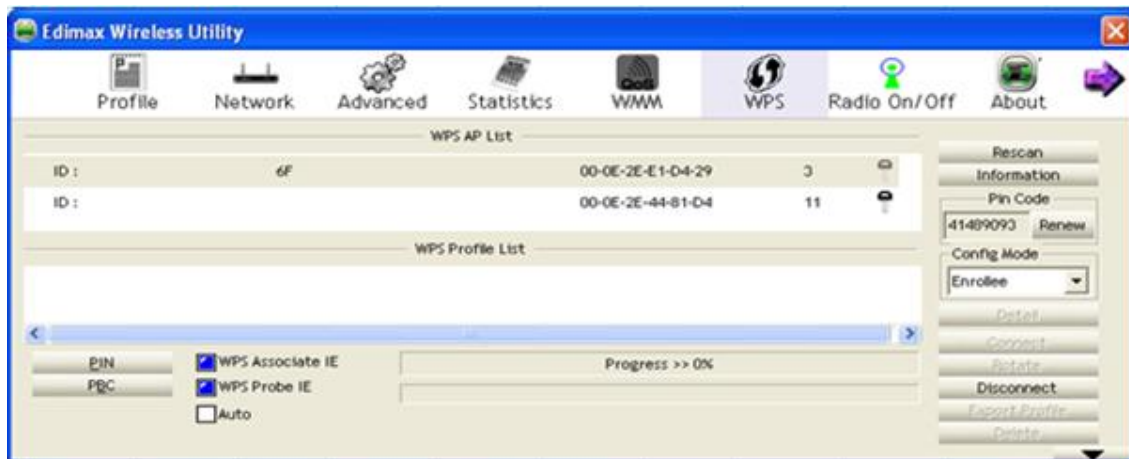 Edimax Wireless Utility
Profile Network Advanced Statistics WMM WPS Radio On/Off About
QoS
WPS AP List
ID : 6F 00-0E-2E-E1-D4-29 3
ID : 00-0E-2E-44-81-D4 11
WPS Profile List
PIN
PBC
WPS Associate IE
WPS Probe IE
Auto
Progress >> 0%
Rescan
Information
Pin Code
41489093 Renew
Config Mode
Enrollee
Detail
Connect
Rotate
Disconnect
Export Profile
Delete